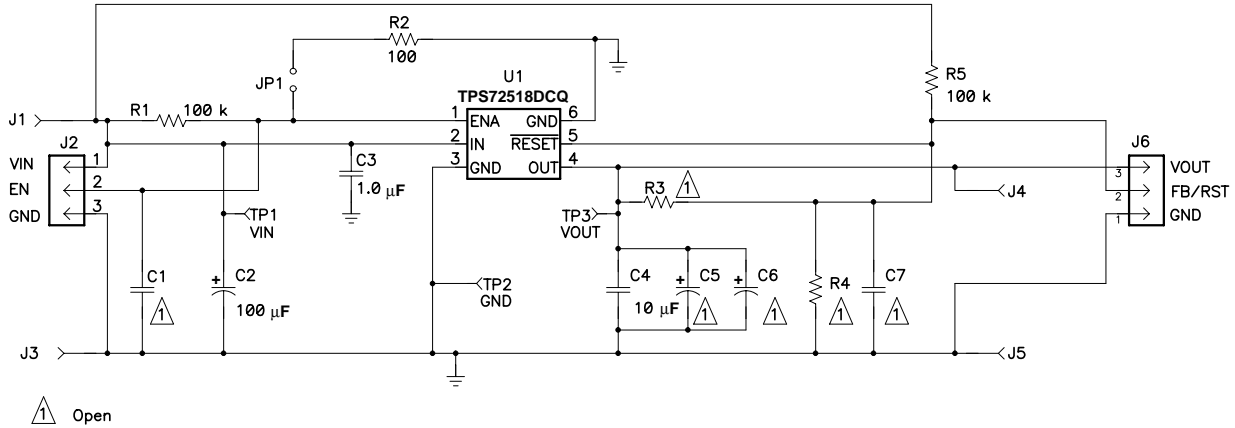 R2
100
JP1
U1
TPS72518DCQ
R5
100 k
R1
100 k
J1
1
ENA
GND
6
2
IN
RESET
5
3
GND
OUT
4
J2
VIN
1
EN
2
GND
3
C3
1.0 μF
J6
3
VOUT
2
FB/RST
1
GND
J4
R3
1
TP1
VIN
TP3
VOUT
C1
1
C2
+
100 μF
TP2
GND
C4
10 μF
+
C5
1
+
C6
1
R4
1
C7
1
J3
J5
1 Open